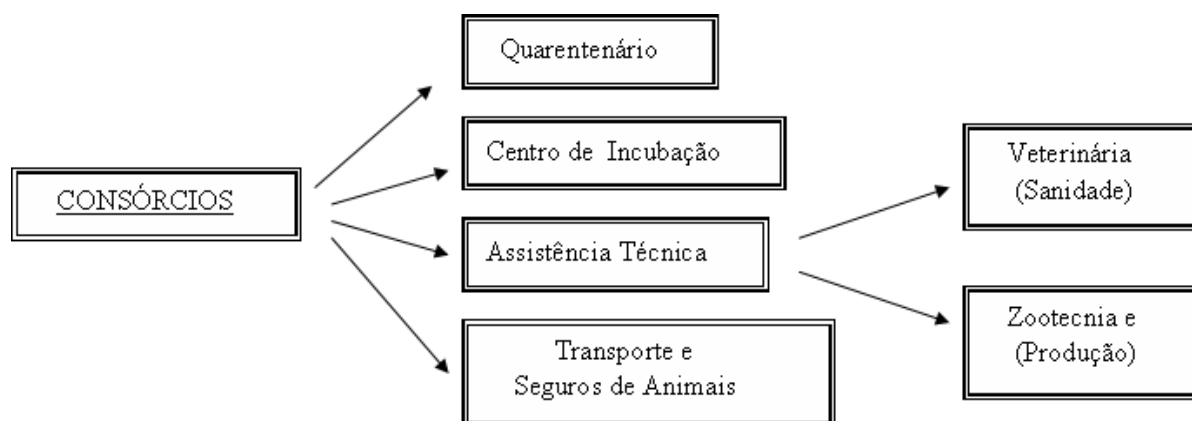 Quarentenário
Centro de Incubação
CONSÓRCIOS
Assistência Técnica
Transporte e
Seguros de Animais
Veterinária
(Sanidade)
Zootecnia e
(Produção)